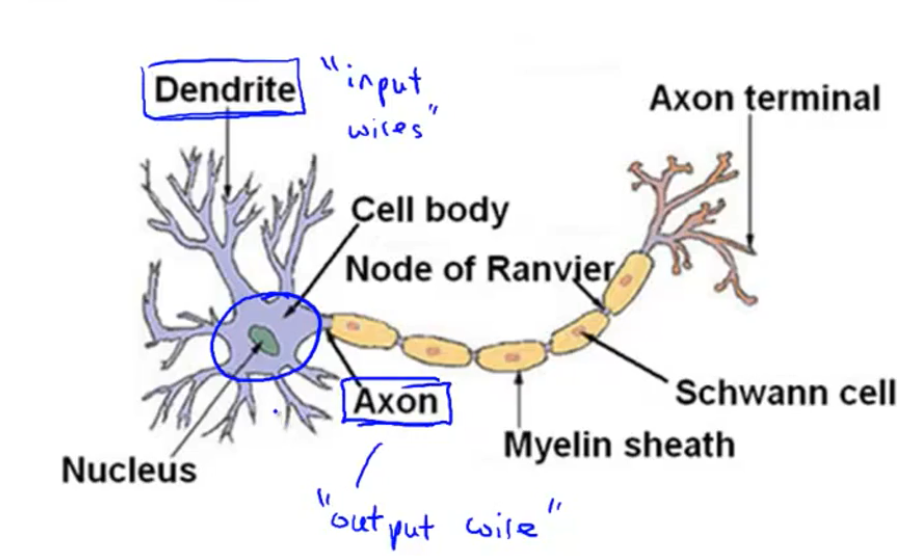 Dendrite
"input
wires"
Axon terminal
Cell body
Node of Ranvier
Axon
Schwann cell
Myelin sheath
Nucleus
"output wire"